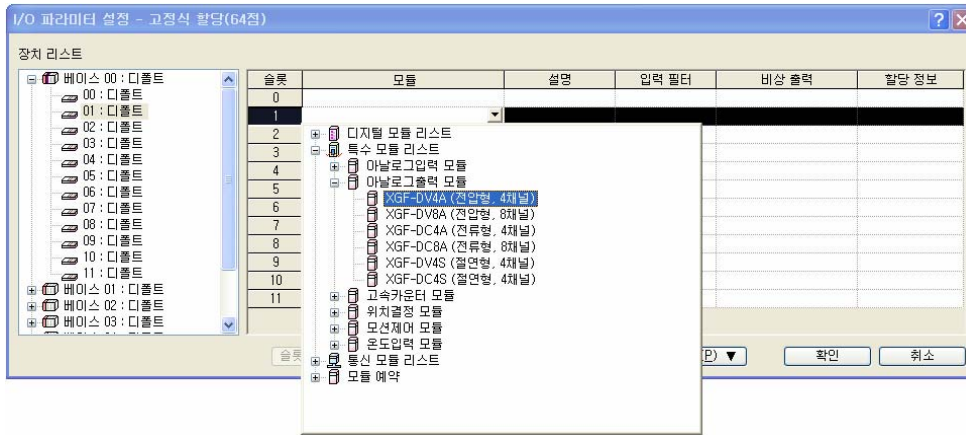 I/O 파라미터 설정 - 고정식 할당(64점)
장치 리스트
베이스 00 : 디폴트
00 : 디폴트
01 : 디폴트
02 : 디폴트
03 : 디폴트
04 : 디폴트
05 : 디폴트
06 : 디폴트
07 : 디폴트
08 : 디폴트
09 : 디폴트
10 : 디폴트
11 : 디폴트
베이스 01 : 디폴트
베이스 02 : 디폴트
베이스 03 : 디폴트
슬롯 모듈 설명 입력 필터 비상 출력 할당 정보
0
1
2
3
4
5
6
7
8
9
10
11
디지털 모듈 리스트
특수 모듈 리스트
아날로그입력 모듈
아날로그출력 모듈
XGF-DV4A (전압형, 4채널)
XGF-DV8A (전압형, 8채널)
XGF-DC4A (전류형, 4채널)
XGF-DC8A (전류형, 8채널)
XGF-DV4S (절연형, 4채널)
XGF-DC4S (절연형, 4채널)
고속카운터 모듈
위치결정 모듈
모션제어 모듈
온도입력 모듈
통신 모듈 리스트
모듈 예약
(P) ▼ 확인 취소